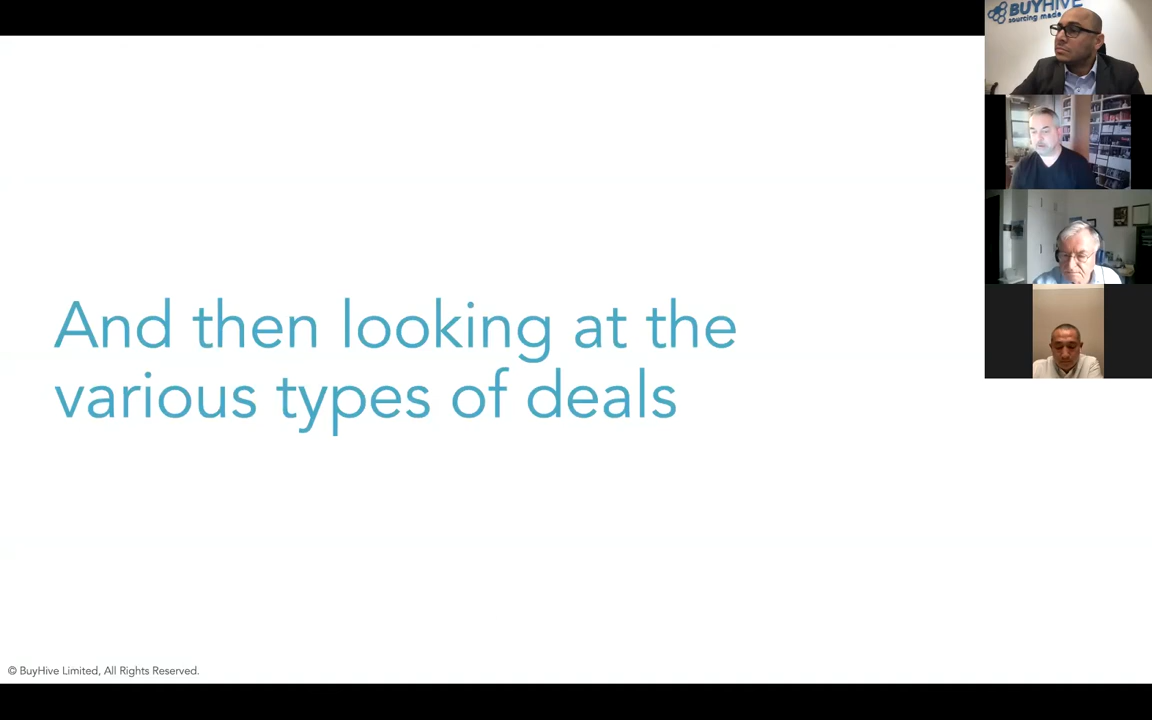 BUYHIVE
sourcing made
And then looking at the
various types of deals
© BuyHive Limited, All Rights Reserved.